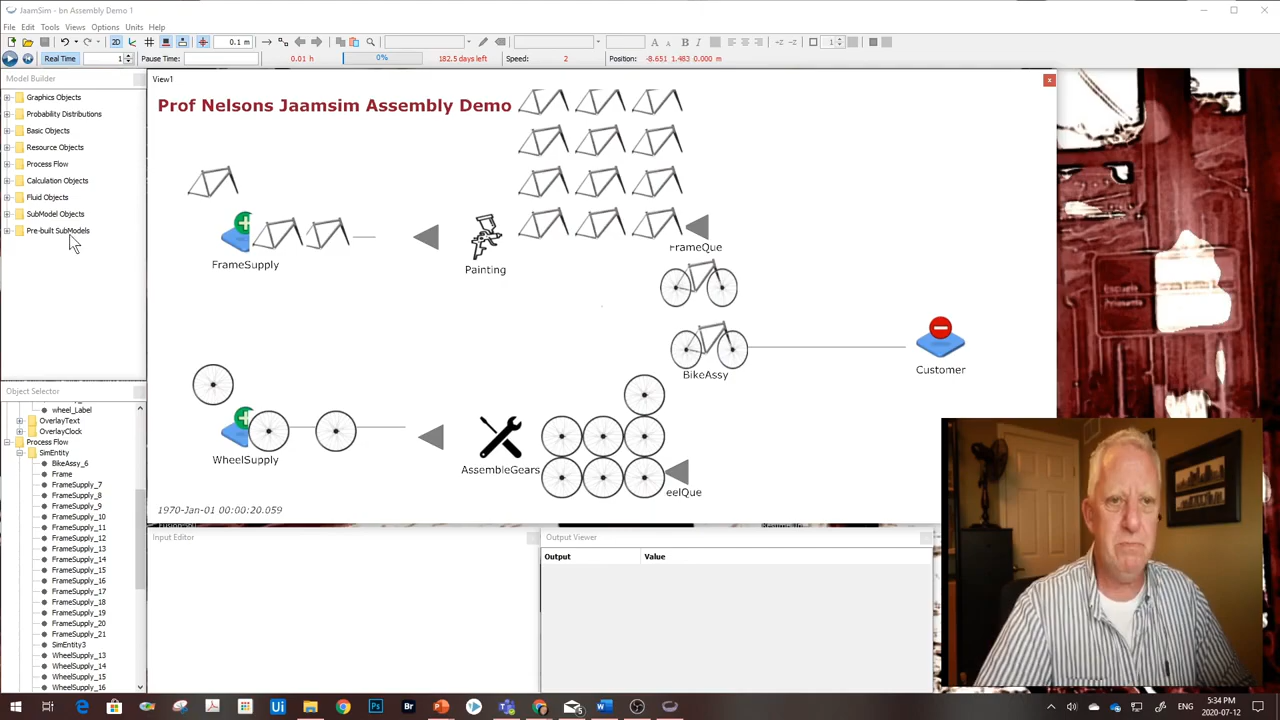 JaamSim - bn Assembly Demo 1
File Edit Tools Views Options Units Help
2D 0.1 m
Real Time 1 Pause Time: 0.01 h 0% 182.5 days left Speed: 2 Position: -8.651 1.483 0.000 m
Model Builder
Graphics Objects
Probability Distributions
Basic Objects
Resource Objects
Process Flow
Calculation Objects
Fluid Objects
SubModel Objects
Pre-built SubModels
View1
Prof Nelsons Jaamsim Assembly Demo
FrameSupply
Painting
FrameQue
BikeAssy
Customer
WheelSupply
AssembleGears
eelQue
1970-Jan-01 00:00:20.059
Object Selector
wheel_Label
OverlayText
OverlayClock
Process Flow
SimEntity
BikeAssy_6
Frame
FrameSupply_7
FrameSupply_8
FrameSupply_9
FrameSupply_10
FrameSupply_11
FrameSupply_12
FrameSupply_13
FrameSupply_14
FrameSupply_15
FrameSupply_16
FrameSupply_17
FrameSupply_18
FrameSupply_19
FrameSupply_20
FrameSupply_21
SimEntity3
WheelSupply_13
WheelSupply_14
WheelSupply_15
WheelSupply_16
Input Editor
Output Viewer
Output Value
Escuela
ENG
5:34 PM
2020-07-12